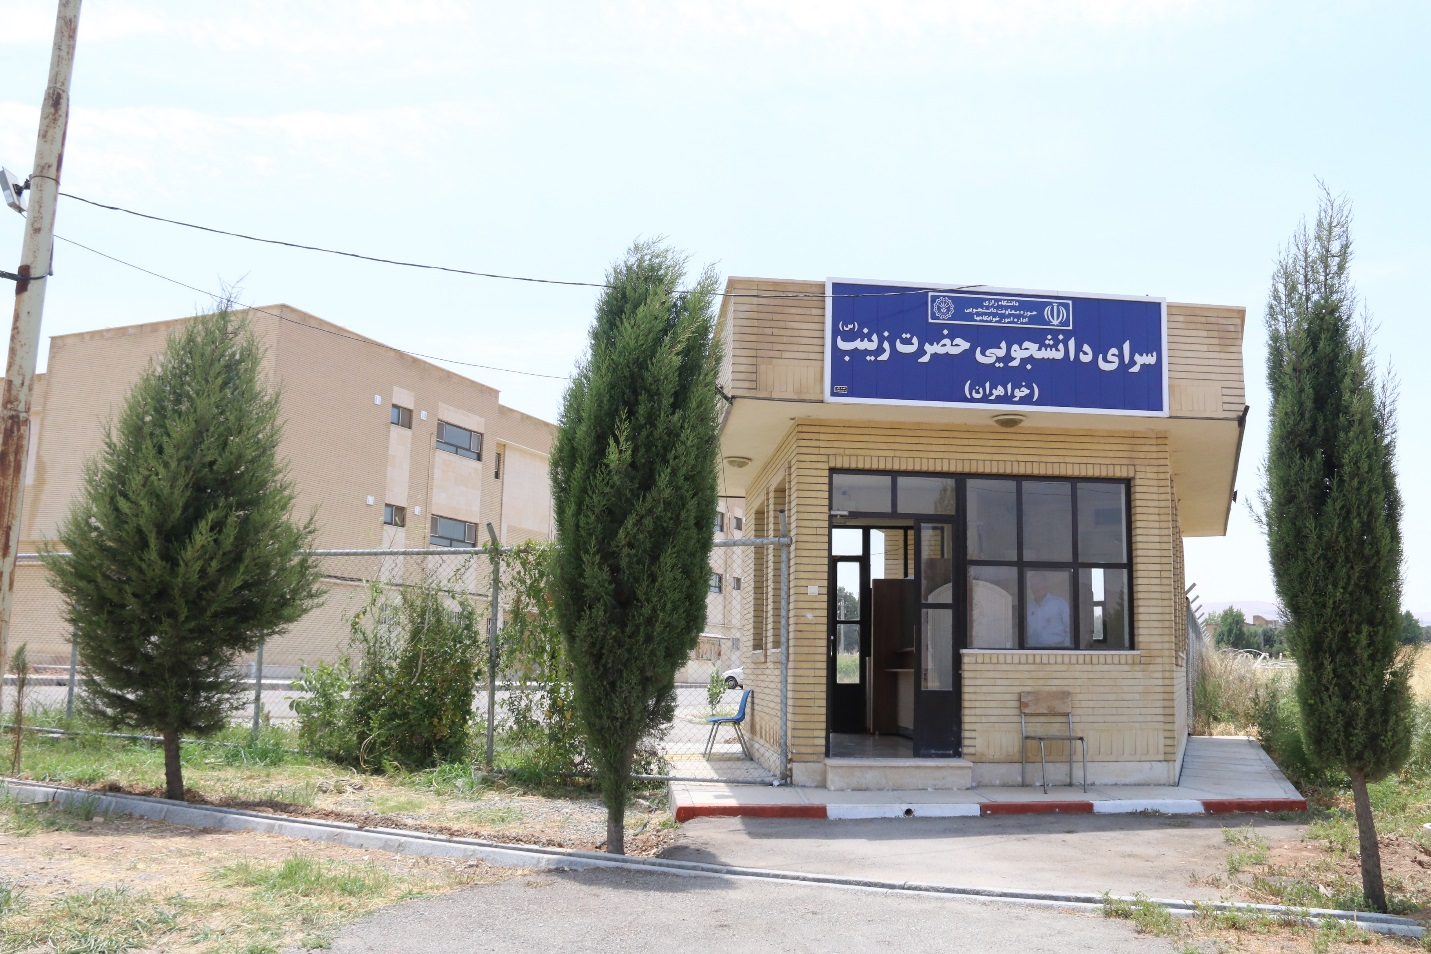 دانشگاه رازی
حوزه معاونت دانشجویی
اداره امور خوابگاهها
سرای دانشجویی حضرت زینب (س)
(خواهران)